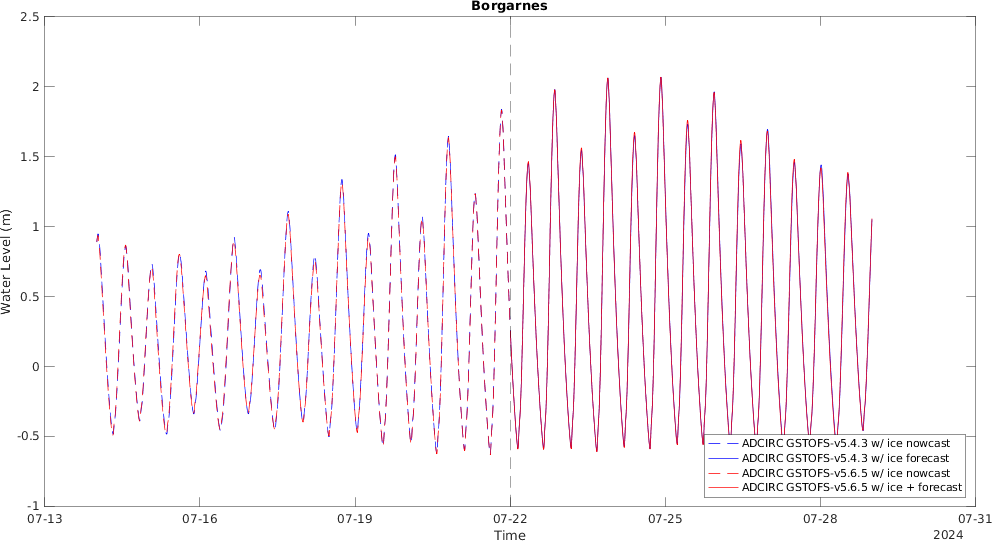 Borgarnes
2.5
2
1.5
1
0.5
0
-0.5
-1
Water Level (m)
ADCIRC GSTOFS-v5.4.3 w/ ice nowcast
ADCIRC GSTOFS-v5.4.3 w/ ice forecast
ADCIRC GSTOFS-v5.6.5 w/ ice nowcast
ADCIRC GSTOFS-v5.6.5 w/ ice + forecast
07-13 07-16 07-19 07-22 07-25 07-28 07-31
Time
2024